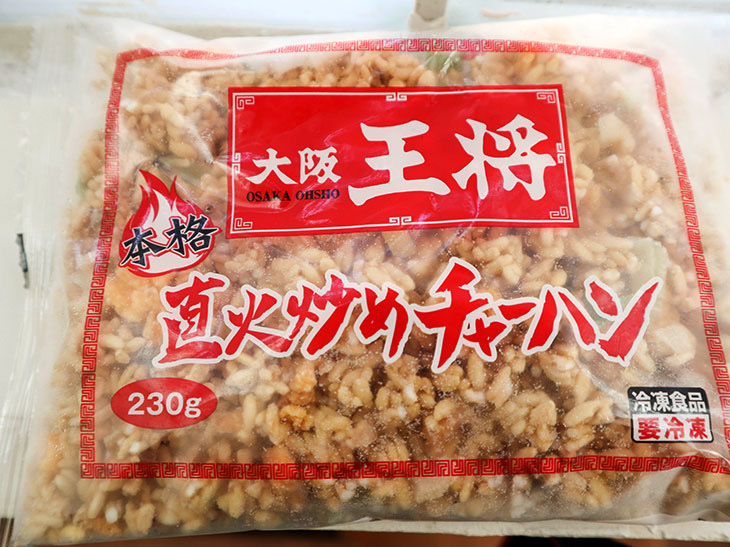 大阪王将
OSAKA OHSHO
本格
直火炒めチャーハン
230g
冷凍食品
要冷凍